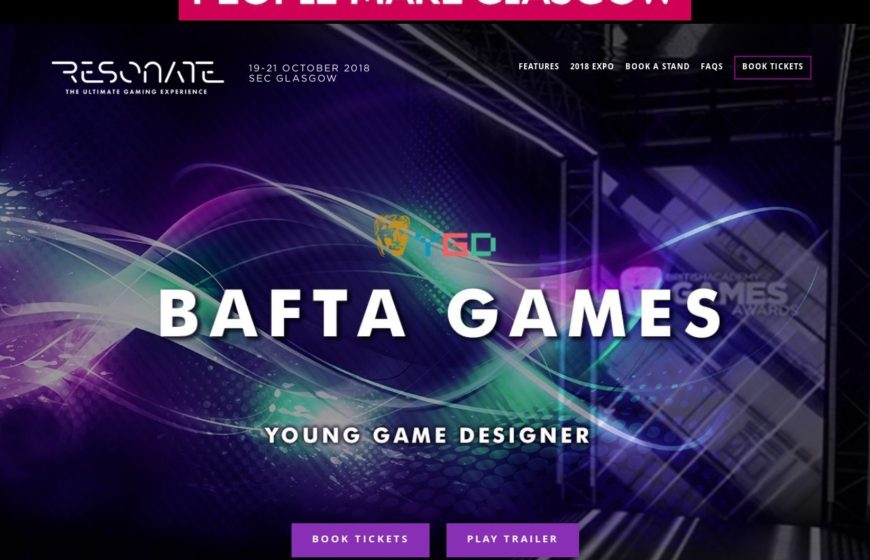 PEOPLE MAKE GLASGOW
RESONATE
THE ULTIMATE GAMING EXPERIENCE
19-21 OCTOBER 2018
SEC GLASGOW
FEATURES
2018 EXPO
BOOK A STAND
FAQS
BOOK TICKETS
YGD
BRITISH ACADEMY
GAMES
AWARDS
BAFTA GAMES
YOUNG GAME DESIGNER
BOOK TICKETS
PLAY TRAILER